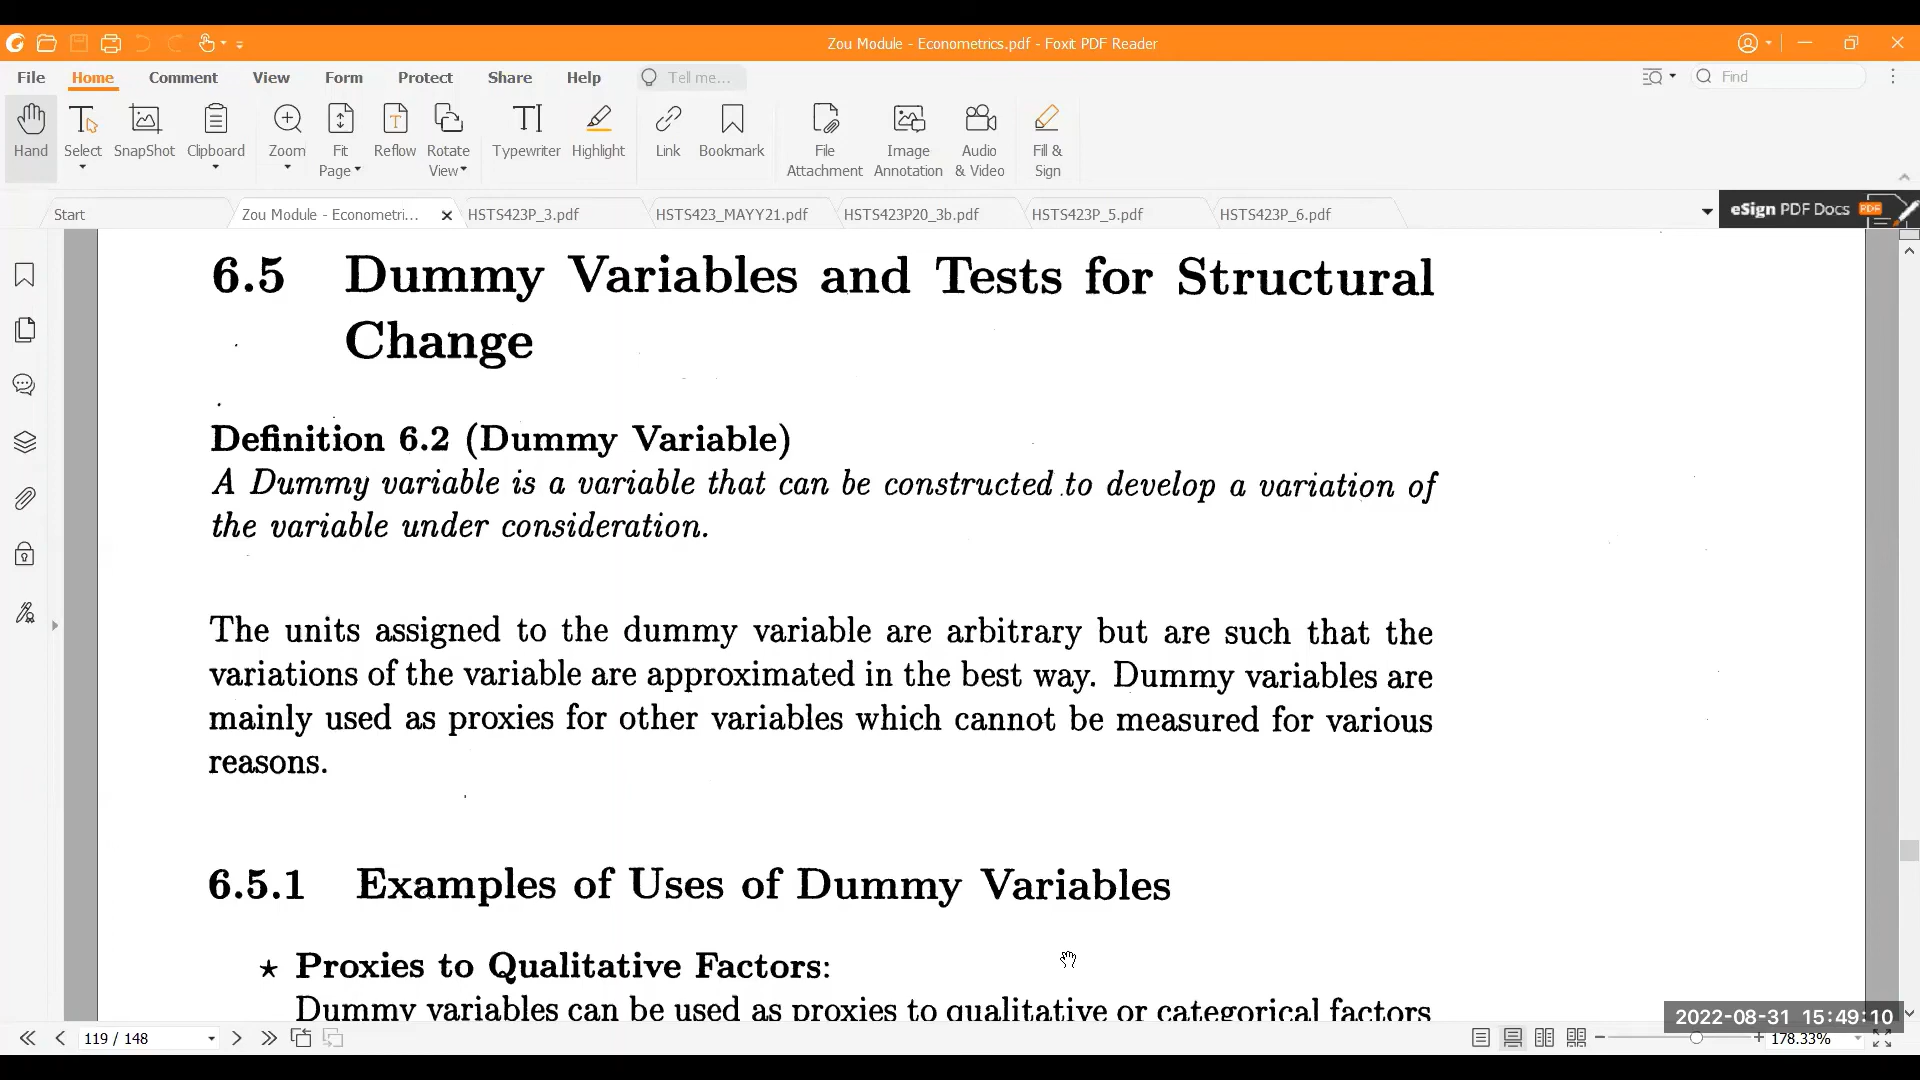 Zou Module - Econometrics.pdf - Foxit PDF Reader
File Home Comment View Form Protect Share Help Tell me... Find
Hand Select SnapShot Clipboard Zoom Fit Page Reflow Rotate View Typewriter Highlight Link Bookmark File Attachment Image Annotation Audio & Video Fill & Sign
Start Zou Module - Econometri... HSTS423P_3.pdf HSTS423_MAYY21.pdf HSTS423P20_3b.pdf HSTS423P_5.pdf HSTS423P_6.pdf eSign PDF Docs PDF
6.5 Dummy Variables and Tests for Structural
Change
Definition 6.2 (Dummy Variable)
A Dummy variable is a variable that can be constructed to develop a variation of
the variable under consideration.
The units assigned to the dummy variable are arbitrary but are such that the
variations of the variable are approximated in the best way. Dummy variables are
mainly used as proxies for other variables which cannot be measured for various
reasons.
6.5.1 Examples of Uses of Dummy Variables
⋆ Proxies to Qualitative Factors:
Dummy variables can be used as proxies to qualitative or categorical factors
2022-08-31 15:49:10
119 / 148 178.33%